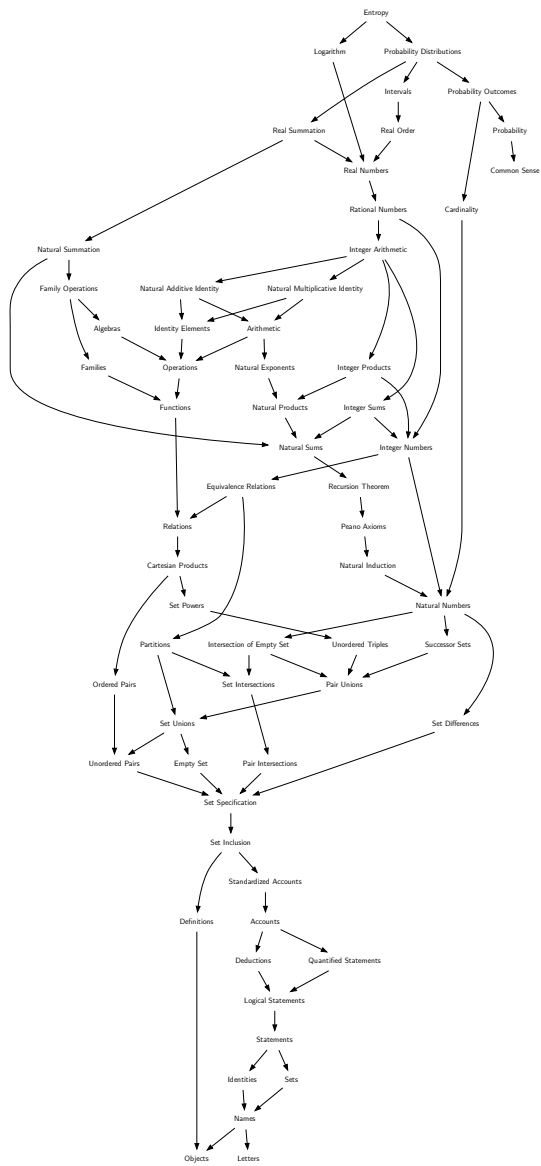 Entropy
Logarithm
Probability Distributions
Intervals
Probability Outcomes
Real Summation
Real Order
Probability
Real Numbers
Common Sense
Rational Numbers
Cardinality
Natural Summation
Integer Arithmetic
Family Operations
Natural Additive Identity
Natural Multiplicative Identity
Algebras
Identity Elements
Arithmetic
Families
Operations
Natural Exponents
Integer Products
Functions
Natural Products
Integer Sums
Natural Sums
Integer Numbers
Equivalence Relations
Recursion Theorem
Relations
Peano Axioms
Cartesian Products
Natural Induction
Set Powers
Natural Numbers
Partitions
Intersection of Empty Set
Unordered Triples
Successor Sets
Ordered Pairs
Set Intersections
Pair Unions
Set Unions
Set Differences
Unordered Pairs
Empty Set
Pair Intersections
Set Specification
Set Inclusion
Standardized Accounts
Definitions
Accounts
Deductions
Quantified Statements
Logical Statements
Statements
Identities
Sets
Names
Objects
Letters